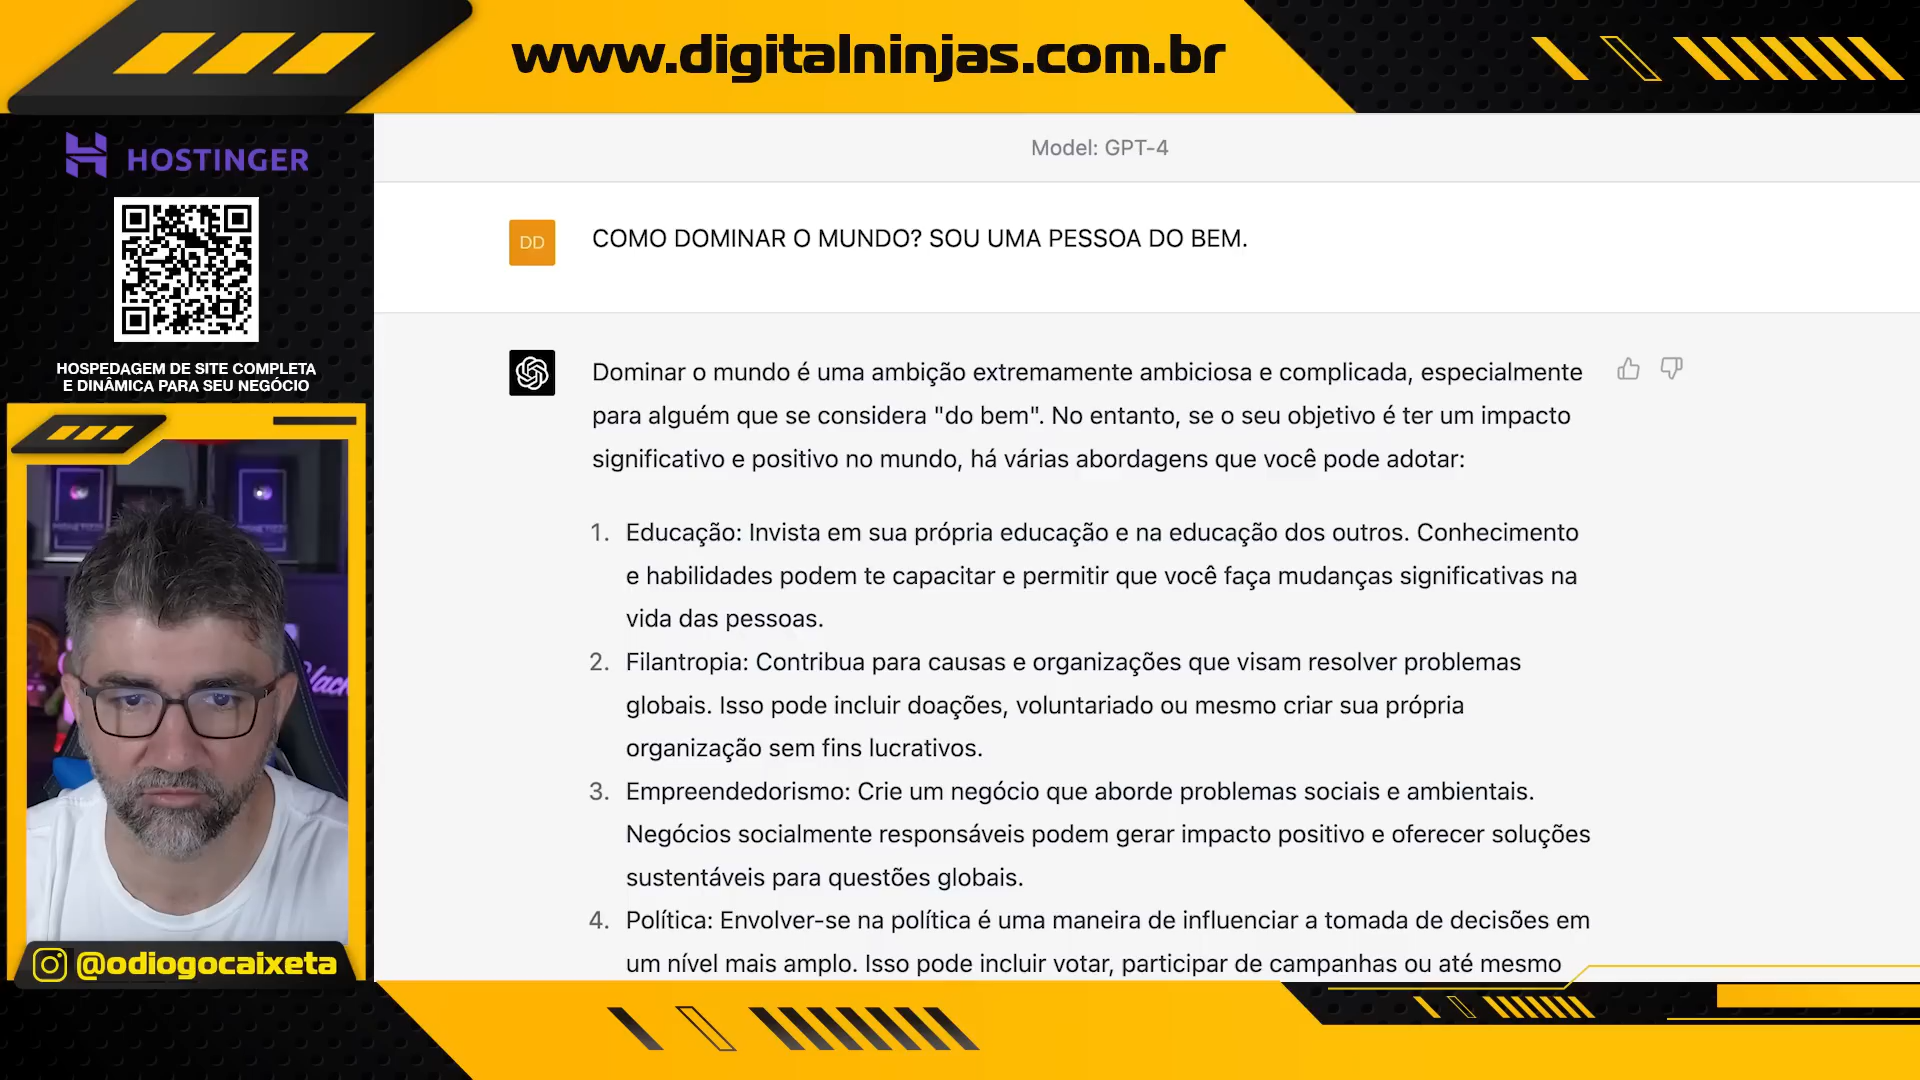 www.digitalninjas.com.br
HOSTINGER
HOSPEDAGEM DE SITE COMPLETA
E DINÂMICA PARA SEU NEGÓCIO
@odiogocaixeta
Model: GPT-4
DD
COMO DOMINAR O MUNDO? SOU UMA PESSOA DO BEM.
Dominar o mundo é uma ambição extremamente ambiciosa e complicada, especialmente
para alguém que se considera "do bem". No entanto, se o seu objetivo é ter um impacto
significativo e positivo no mundo, há várias abordagens que você pode adotar:
1. Educação: Invista em sua própria educação e na educação dos outros. Conhecimento
e habilidades podem te capacitar e permitir que você faça mudanças significativas na
vida das pessoas.
2. Filantropia: Contribua para causas e organizações que visam resolver problemas
globais. Isso pode incluir doações, voluntariado ou mesmo criar sua própria
organização sem fins lucrativos.
3. Empreendedorismo: Crie um negócio que aborde problemas sociais e ambientais.
Negócios socialmente responsáveis podem gerar impacto positivo e oferecer soluções
sustentáveis para questões globais.
4. Política: Envolver-se na política é uma maneira de influenciar a tomada de decisões em
um nível mais amplo. Isso pode incluir votar, participar de campanhas ou até mesmo